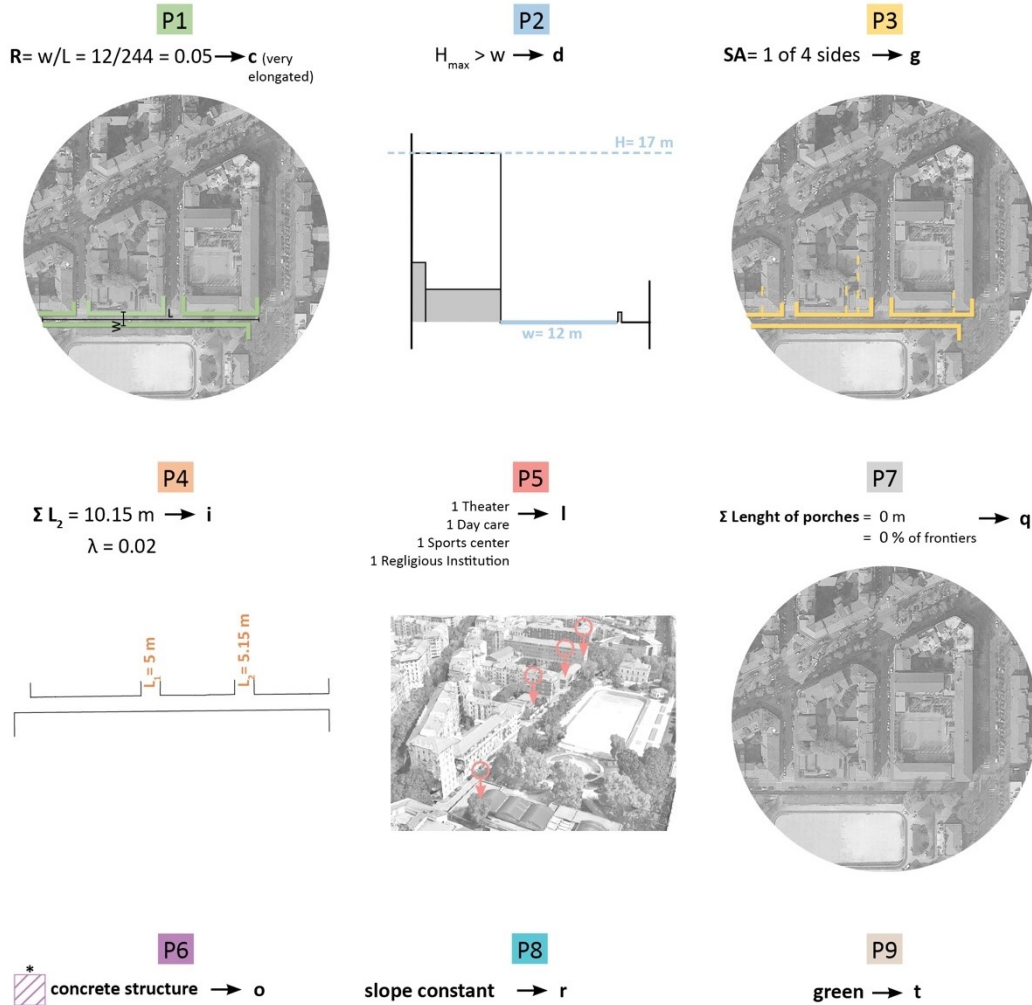 P1
R= w/L = 12/244 = 0.05 → c (very
elongated)
L
W
P2
Hmax > w → d
H= 17 m
w= 12 m
P3
SA= 1 of 4 sides → g
P4
Σ L2 = 10.15 m → i
λ = 0.02
L1= 5 m
L2= 5.15 m
P5
1 Theater
1 Day care
1 Sports center
1 Regligious Institution
→ l
P7
Σ Lenght of porches = 0 m
= 0 % of frontiers
→ q
P6
* concrete structure → o
P8
slope constant → r
P9
green → t